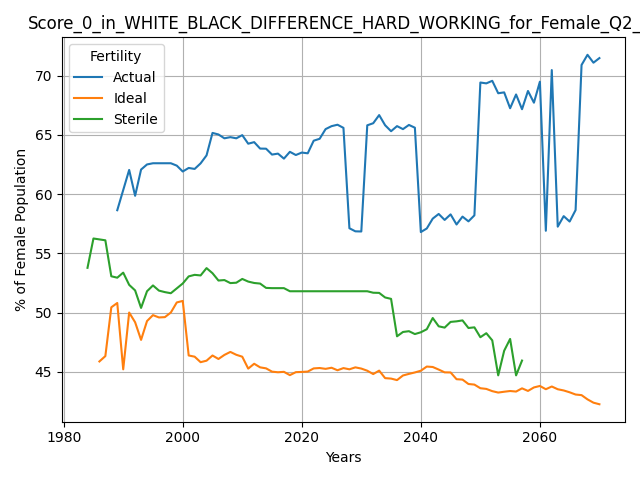 Score_0_in_WHITE_BLACK_DIFFERENCE_HARD_WORKING_for_Female_Q2_
Fertility
Actual
Ideal
Sterile
% of Female Population
70
65
60
55
50
45
1980
2000
2020
2040
2060
Years